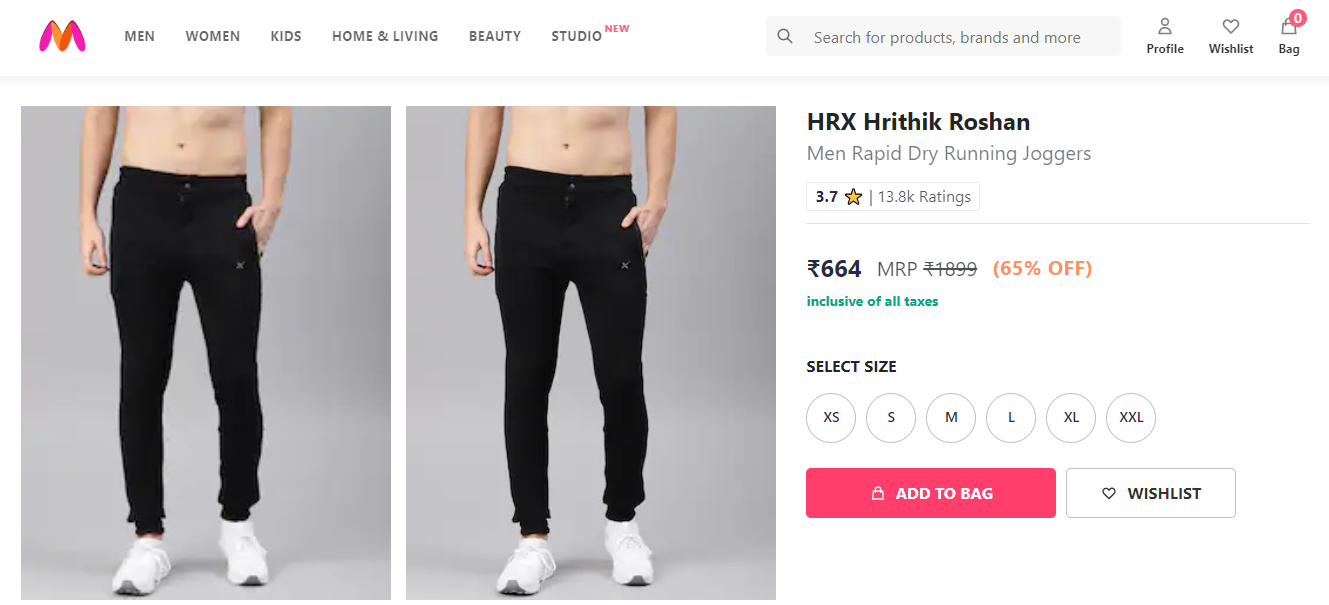 MEN WOMEN KIDS HOME & LIVING BEAUTY STUDIO NEW
Search for products, brands and more
Profile Wishlist Bag 0
HRX Hrithik Roshan
Men Rapid Dry Running Joggers
3.7 | 13.8k Ratings
₹664 MRP ₹1899 (65% OFF)
inclusive of all taxes
SELECT SIZE
XS S M L XL XXL
ADD TO BAG WISHLIST